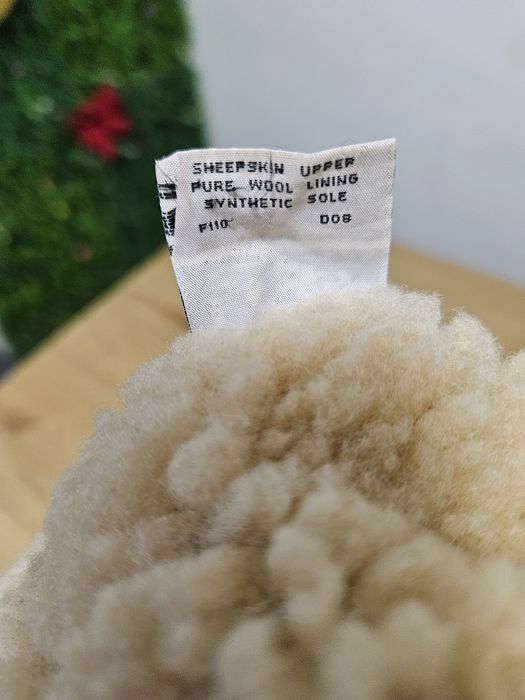 SHEEPSKIN UPPER
PURE WOOL LINING
SYNTHETIC SOLE
F110 D08